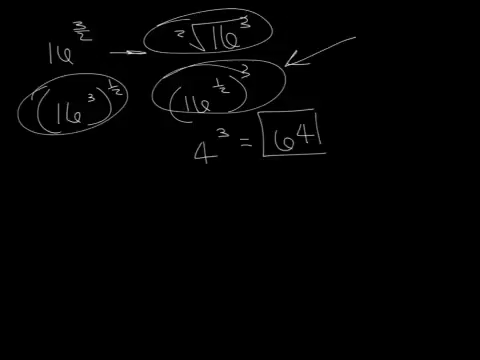 16^(3/2) → ²√16³
(16³)^(1/2) (16^(1/2))³
4³ = 64